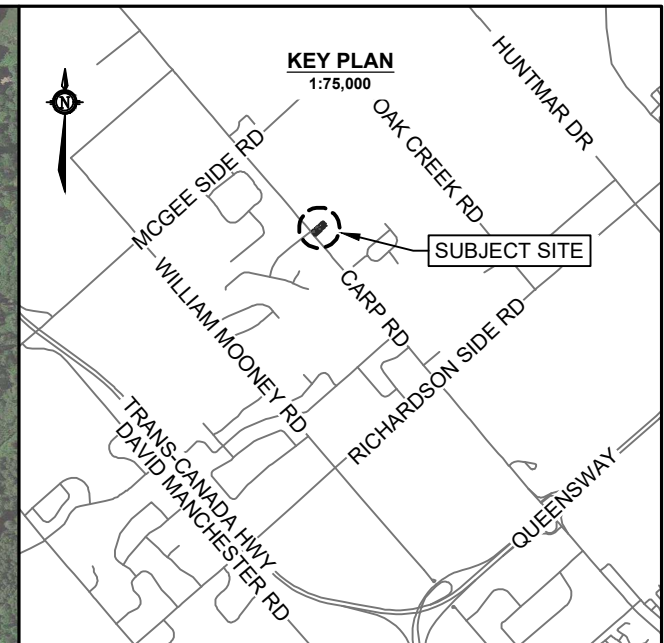 KEY PLAN
1:75,000
HUNTMAR DR
OAK CREEK RD
N
MCGEE SIDE RD
SUBJECT SITE
CARP RD
WILLIAM MOONEY RD
RICHARDSON SIDE RD
TRANS-CANADA HWY
DAVID MANCHESTER RD
QUEENSWAY